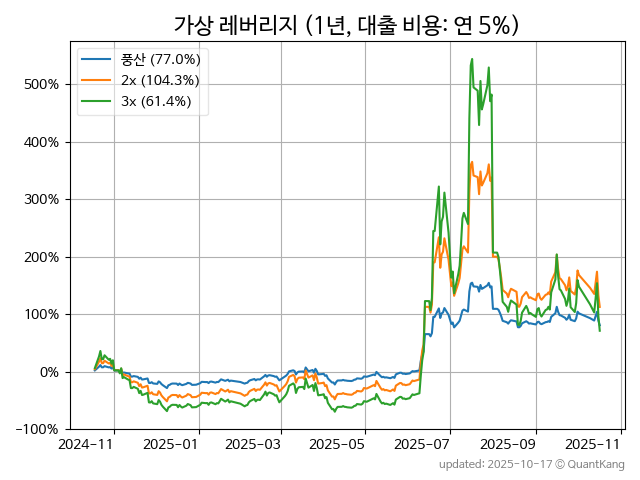 가상 레버리지 (1년, 대출 비용: 연 5%)
풍산 (77.0%)
2x (104.3%)
3x (61.4%)
500%
400%
300%
200%
100%
0%
−100%
2024-11 2025-01 2025-03 2025-05 2025-07 2025-09 2025-11
updated: 2025-10-17 © QuantKang